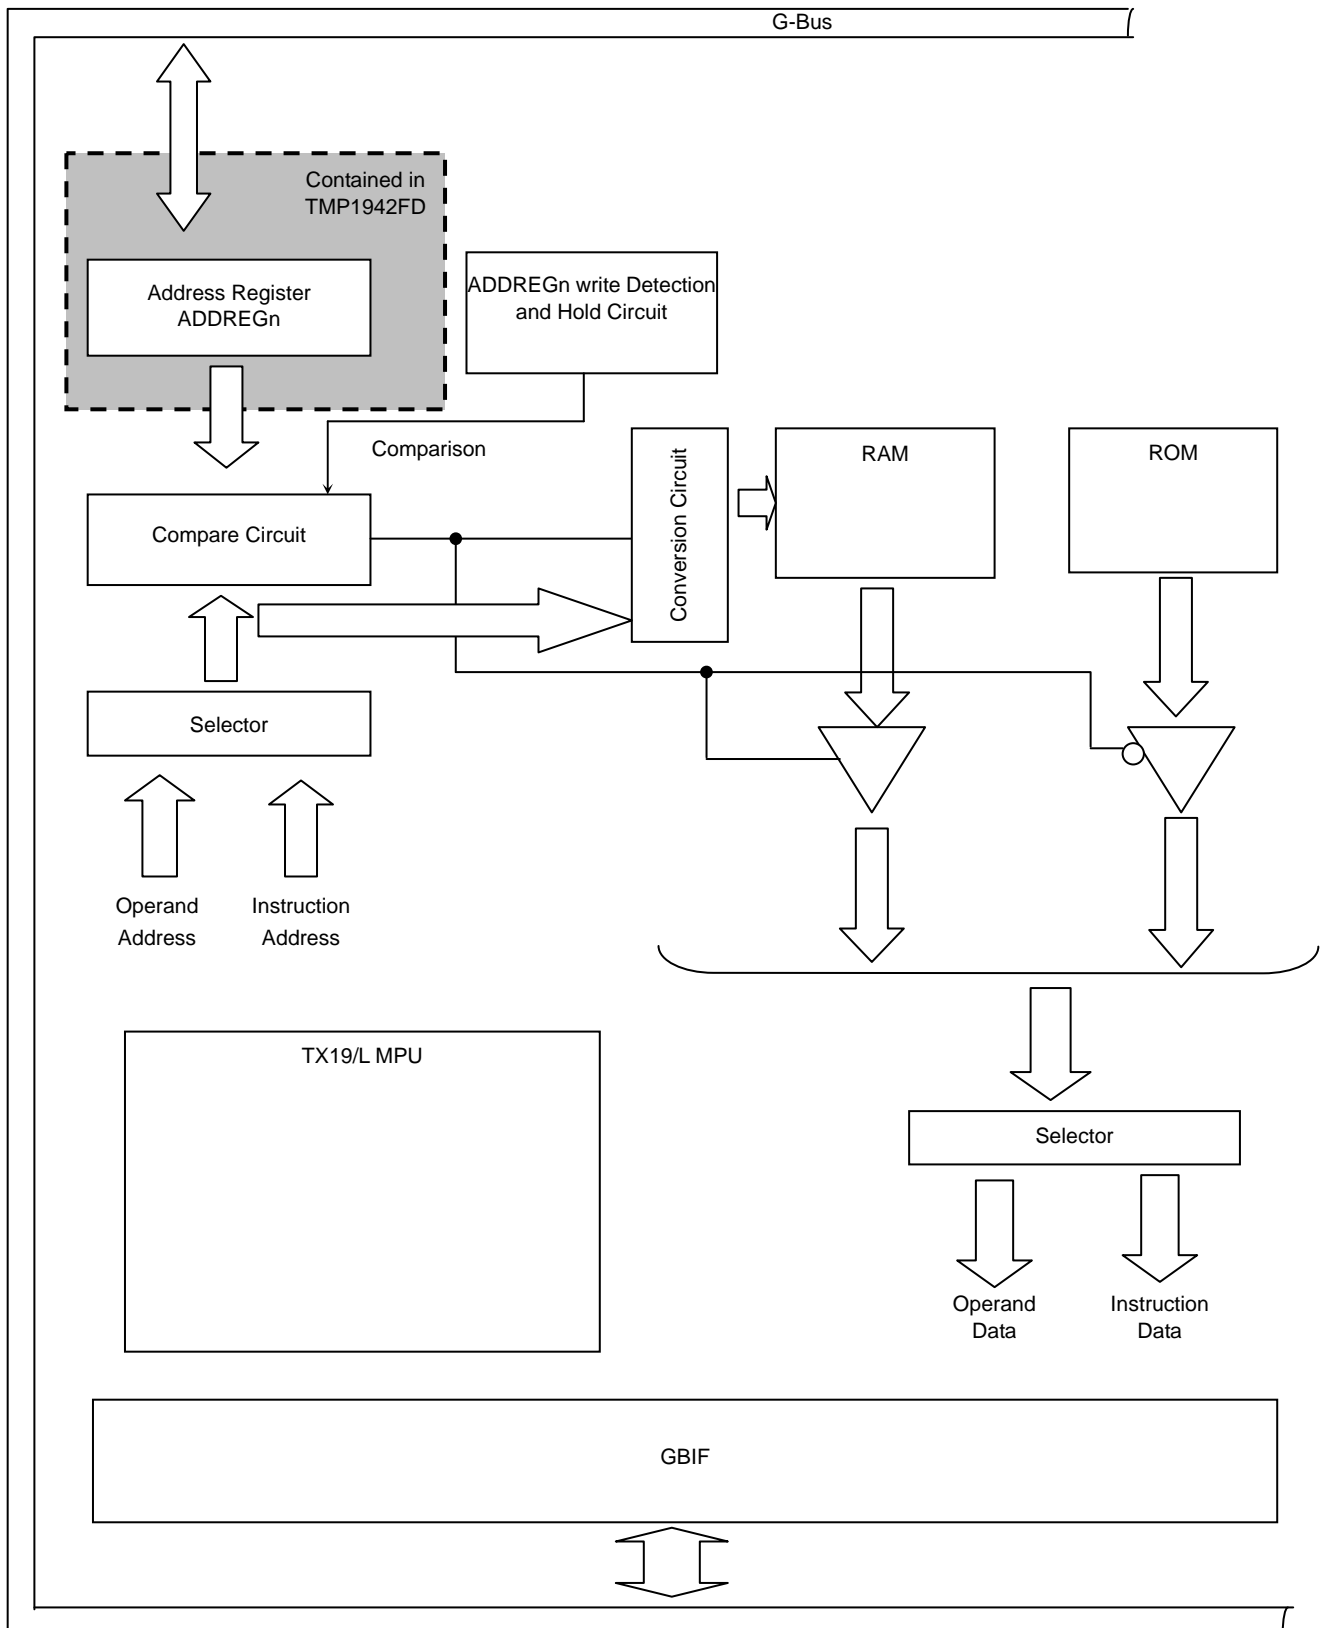 G-Bus
Contained in
TMP1942FD
Address Register
ADDREGn
ADDREGn write Detection
and Hold Circuit
Comparison
Conversion Circuit
RAM
ROM
Compare Circuit
Selector
Operand
Address
Instruction
Address
TX19/L MPU
Selector
Operand
Data
Instruction
Data
GBIF